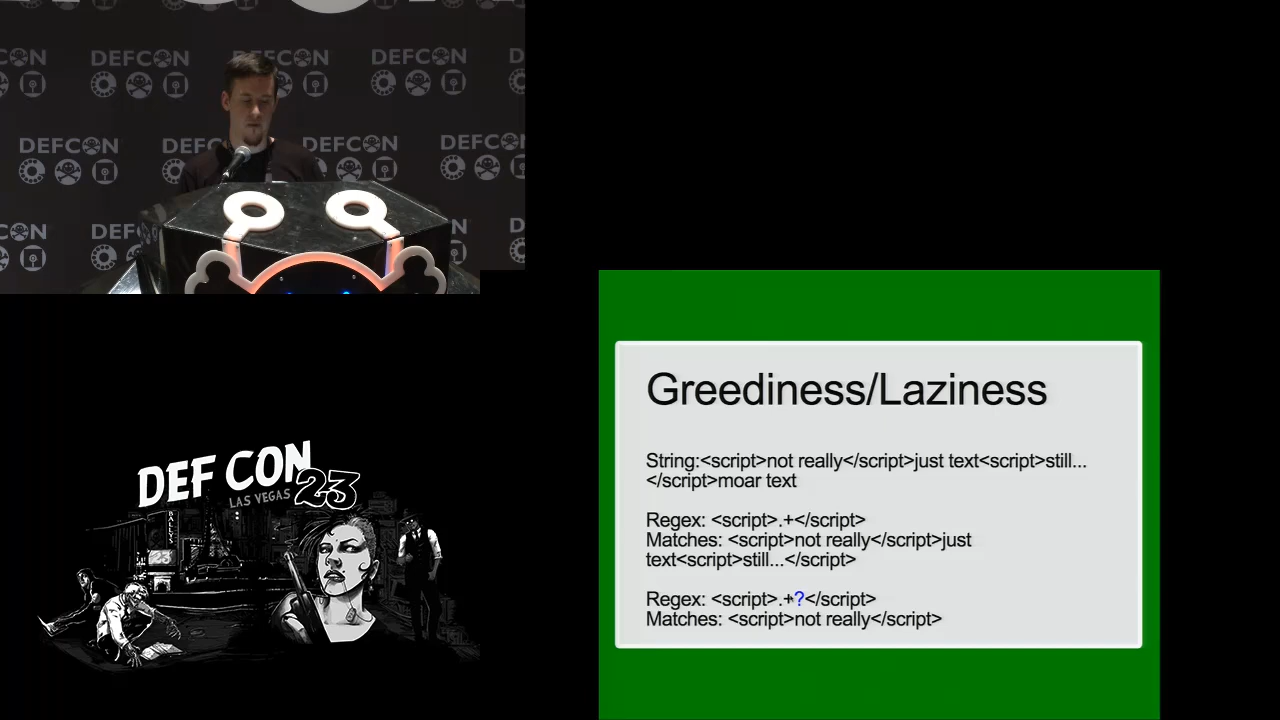 DEFCON DEFCON DEFCON DEFCON
DEFCON DEFCON DEFCON DEFCON
DEF CON 23
LAS VEGAS
BALLY'S
Greediness/Laziness
String:<script>not really</script>just text<script>still...
</script>moar text
Regex: <script>.+</script>
Matches: <script>not really</script>just
text<script>still...</script>
Regex: <script>.+?</script>
Matches: <script>not really</script>